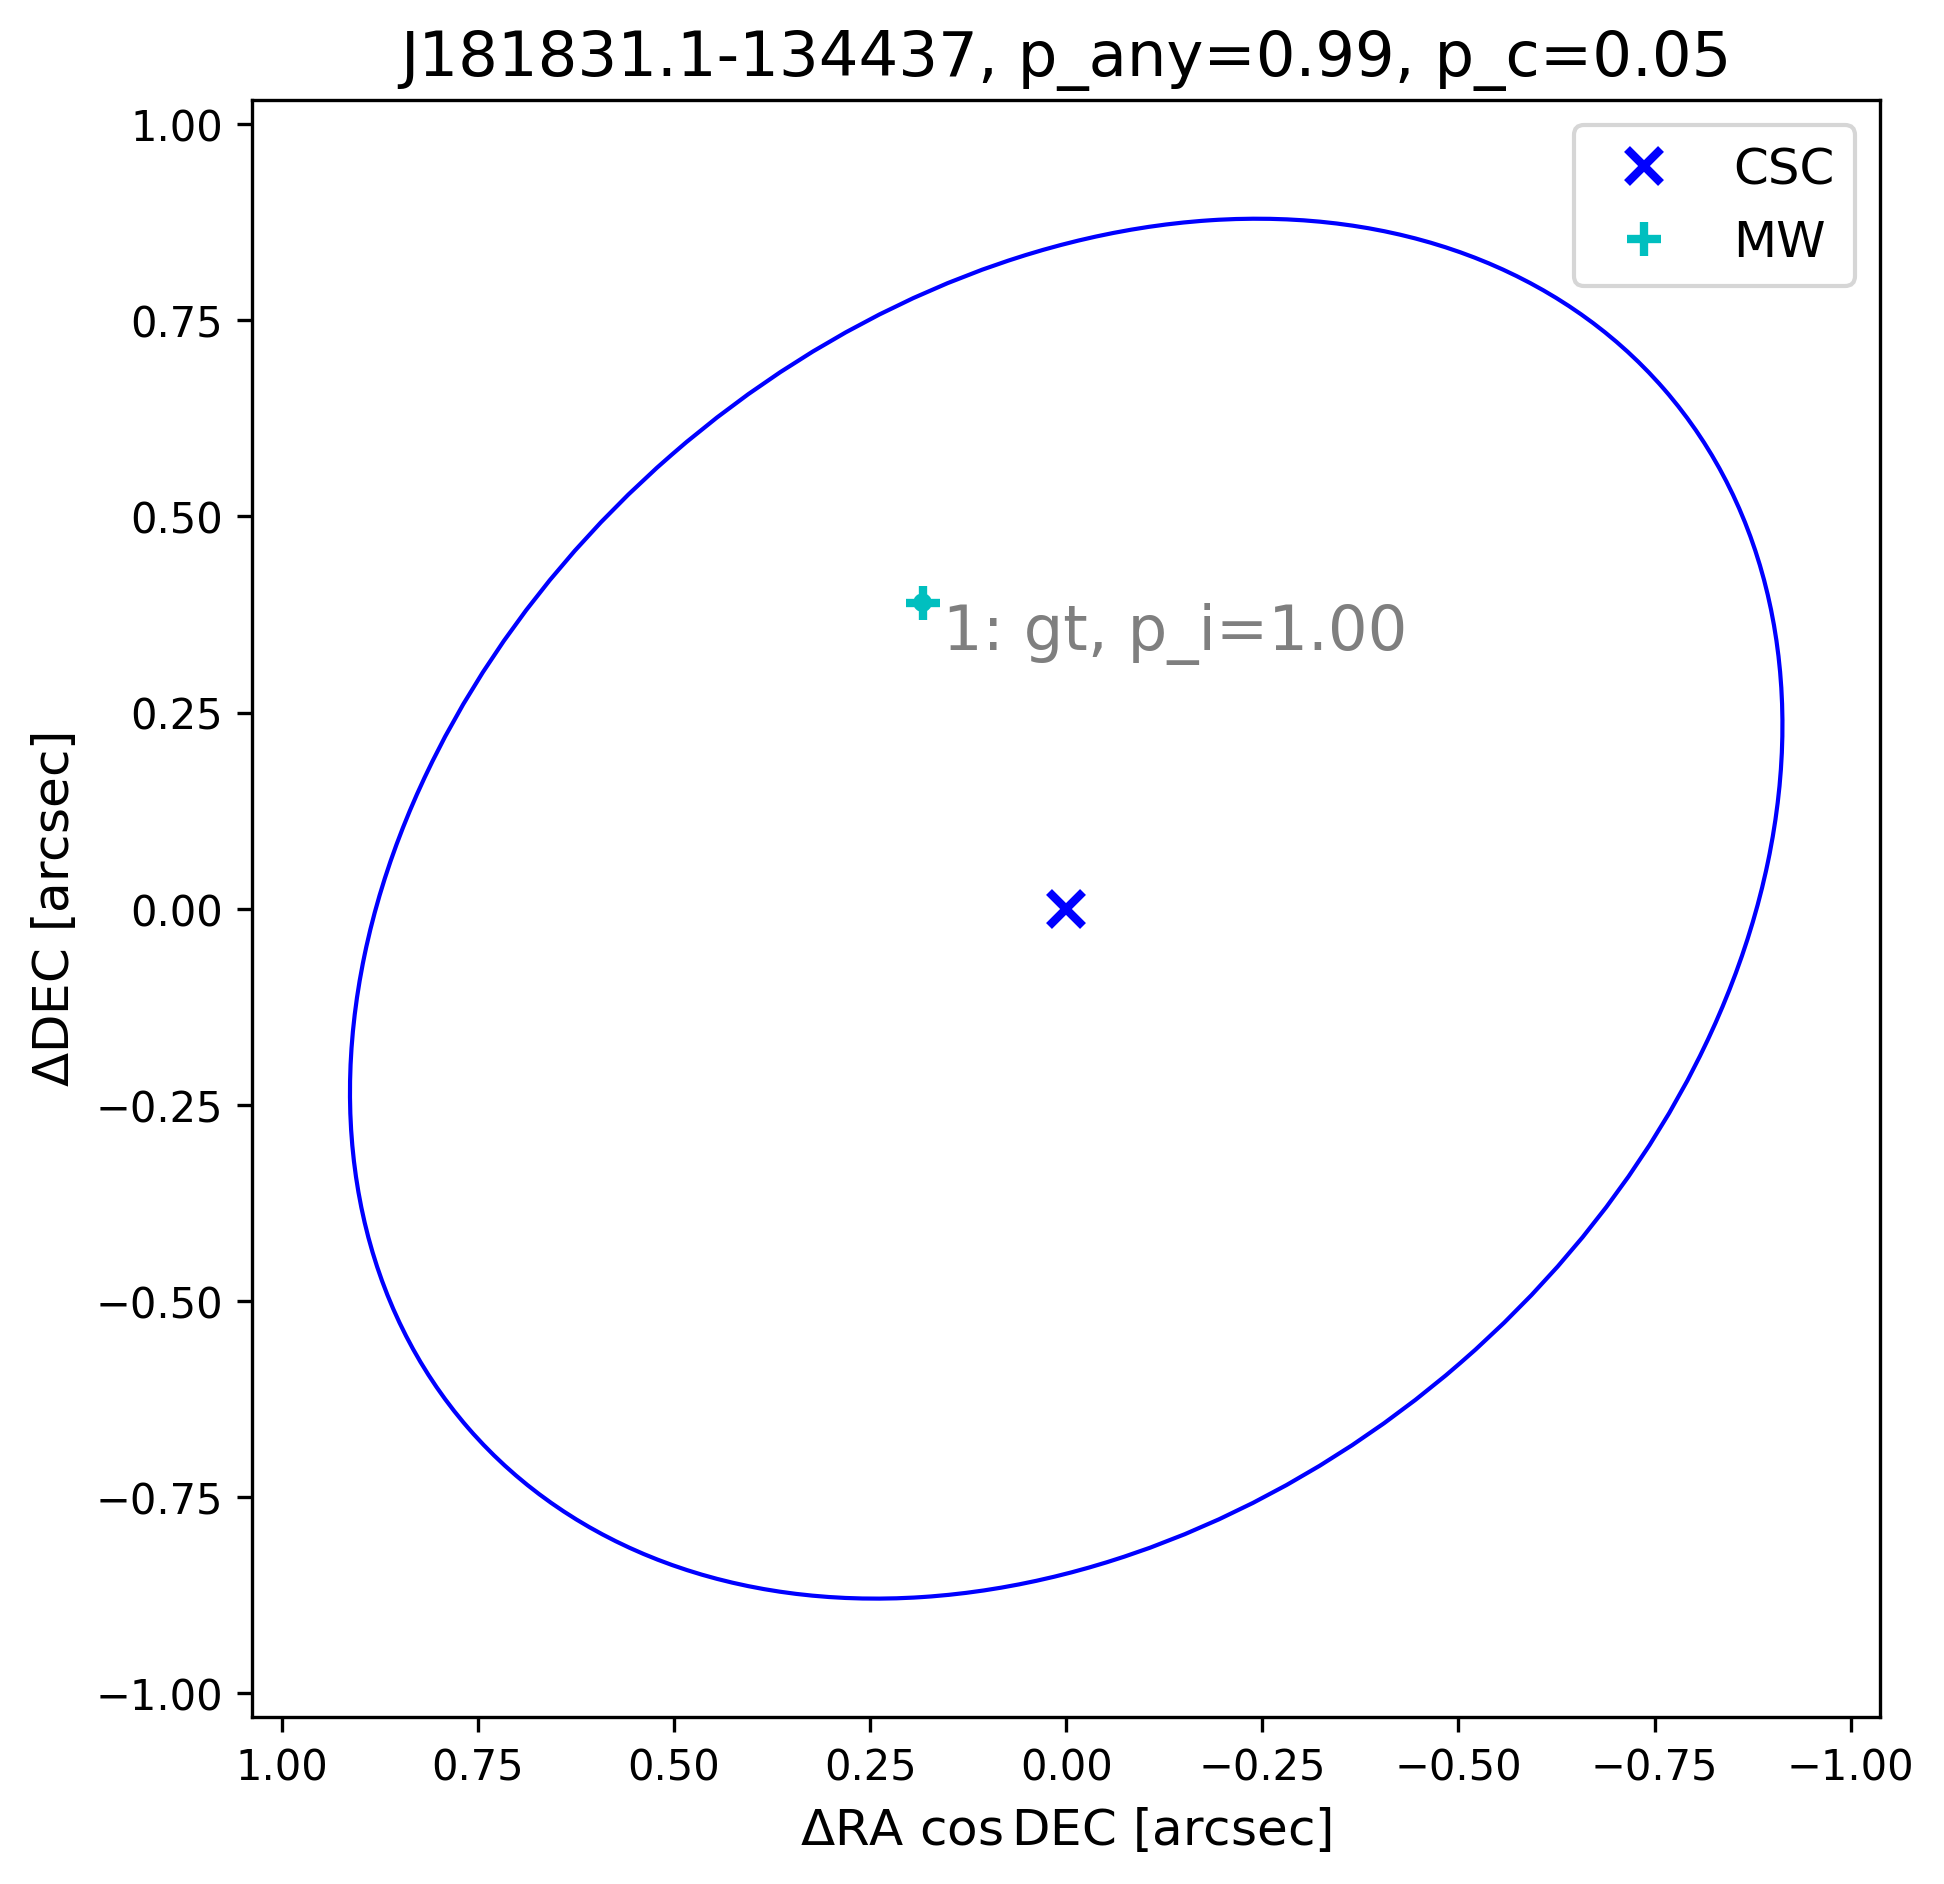 J181831.1-134437, p_any=0.99, p_c=0.05
CSC
MW
1.00
0.75
0.50
0.25
0.00
−0.25
−0.50
−0.75
−1.00
ΔDEC [arcsec]
1: gt, p_i=1.00
1.00 0.75 0.50 0.25 0.00 −0.25 −0.50 −0.75 −1.00
ΔRA cos DEC [arcsec]